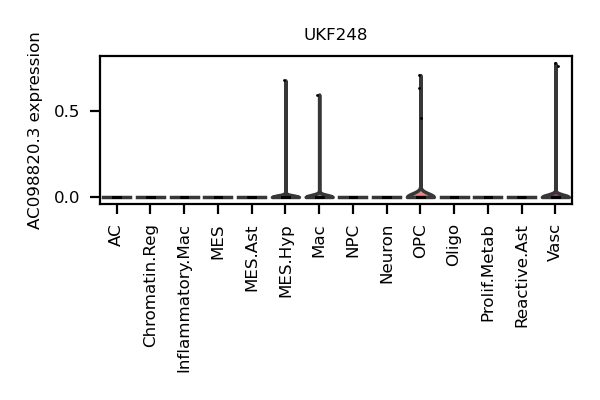 UKF248
AC098820.3 expression
0.5
0.0
AC
Chromatin.Reg
Inflammatory.Mac
MES
MES.Ast
MES.Hyp
Mac
NPC
Neuron
OPC
Oligo
Prolif.Metab
Reactive.Ast
Vasc